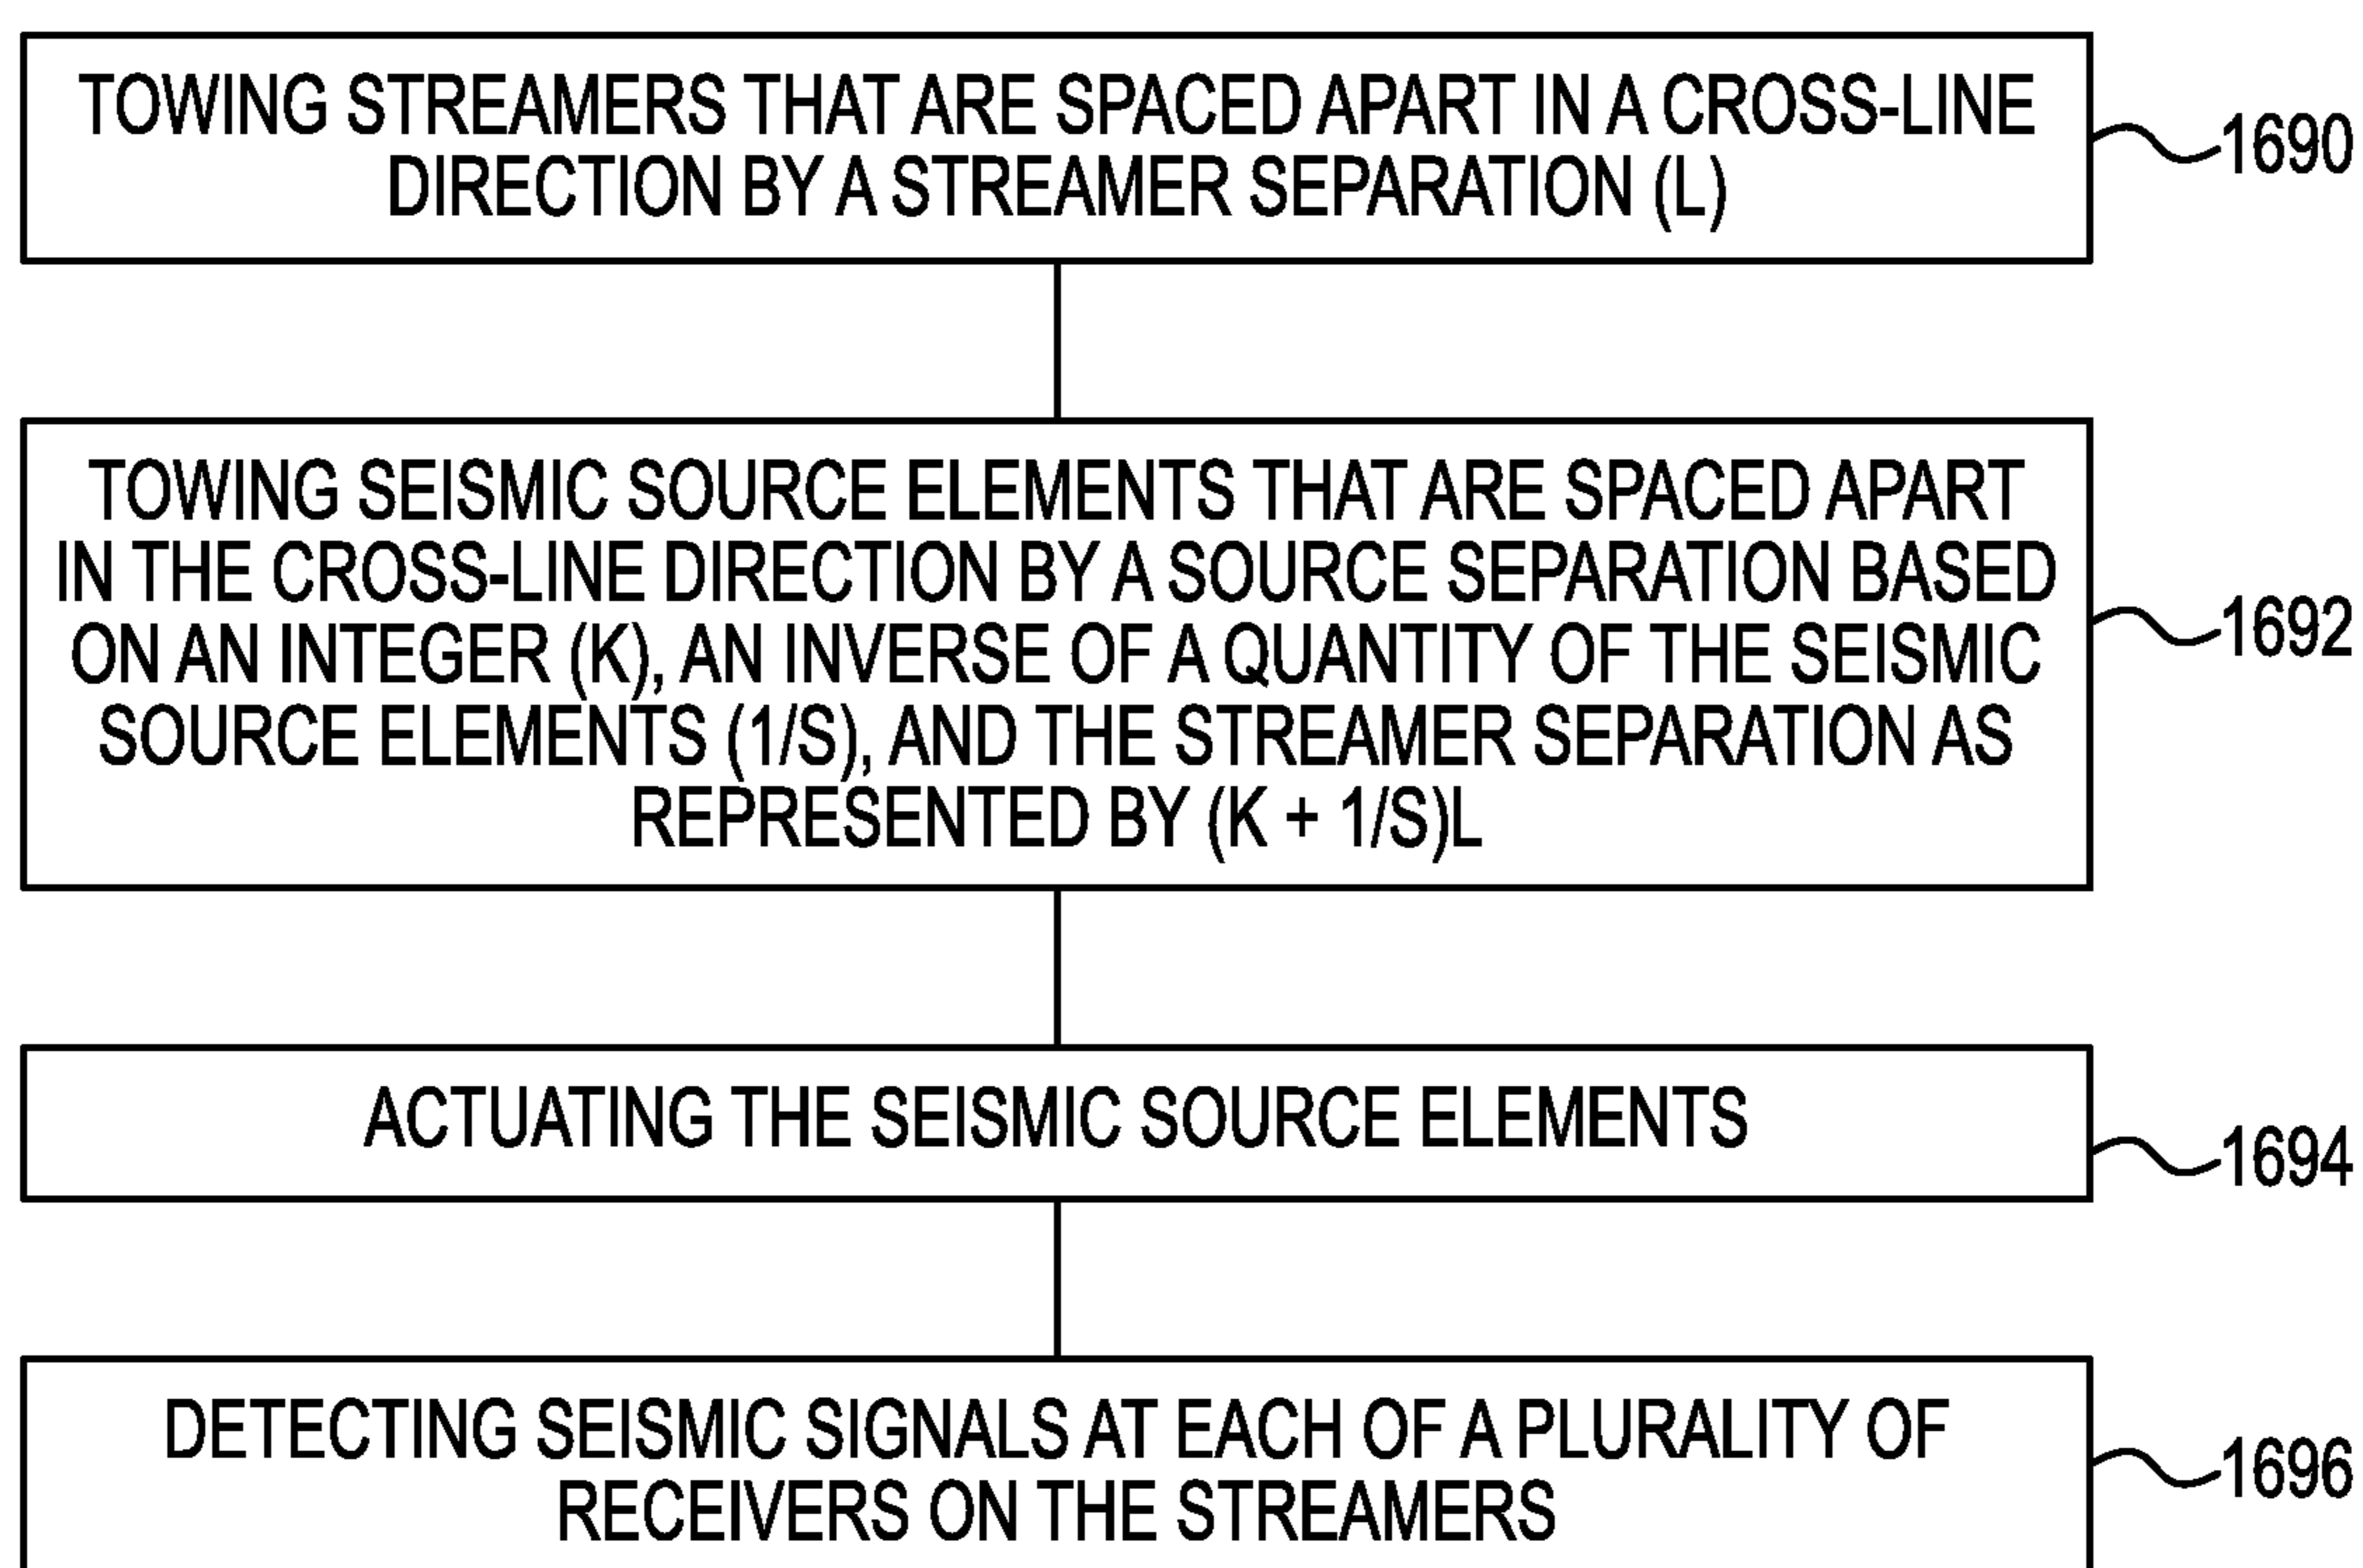 TOWING STREAMERS THAT ARE SPACED APART IN A CROSS-LINE
DIRECTION BY A STREAMER SEPARATION (L)
1690
TOWING SEISMIC SOURCE ELEMENTS THAT ARE SPACED APART
IN THE CROSS-LINE DIRECTION BY A SOURCE SEPARATION BASED
ON AN INTEGER (K), AN INVERSE OF A QUANTITY OF THE SEISMIC
SOURCE ELEMENTS (1/S), AND THE STREAMER SEPARATION AS
REPRESENTED BY (K + 1/S)L
1692
ACTUATING THE SEISMIC SOURCE ELEMENTS
1694
DETECTING SEISMIC SIGNALS AT EACH OF A PLURALITY OF
RECEIVERS ON THE STREAMERS
1696